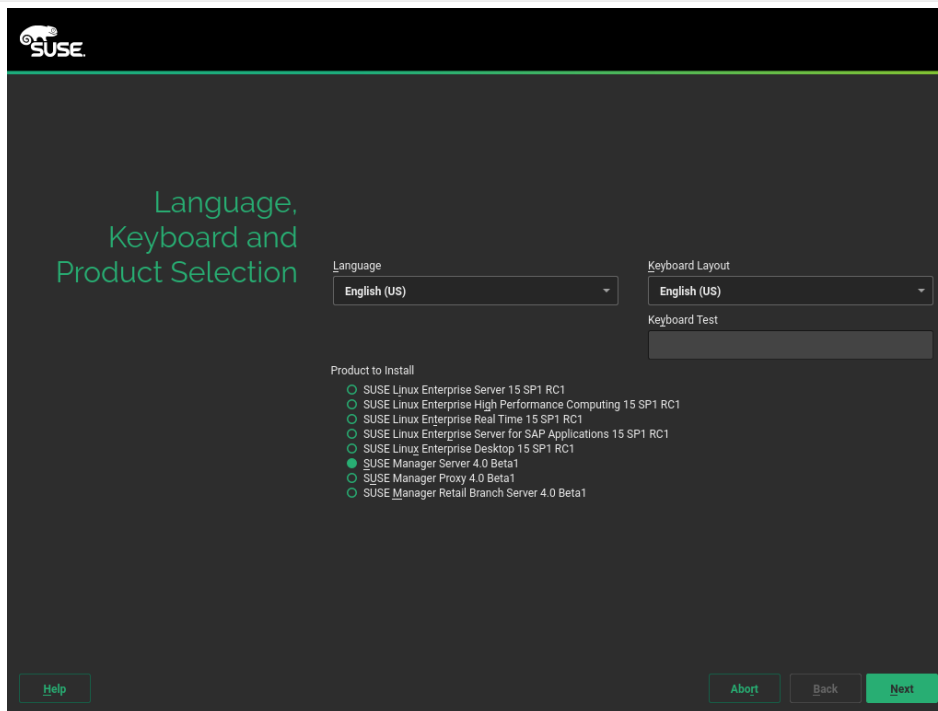 SUSE.
Language,
Keyboard and
Product Selection
Language
English (US)
Keyboard Layout
English (US)
Keyboard Test
Product to Install
SUSE Linux Enterprise Server 15 SP1 RC1
SUSE Linux Enterprise High Performance Computing 15 SP1 RC1
SUSE Linux Enterprise Real Time 15 SP1 RC1
SUSE Linux Enterprise Server for SAP Applications 15 SP1 RC1
SUSE Linux Enterprise Desktop 15 SP1 RC1
SUSE Manager Server 4.0 Beta1
SUSE Manager Proxy 4.0 Beta1
SUSE Manager Retail Branch Server 4.0 Beta1
Help
Abort
Back
Next